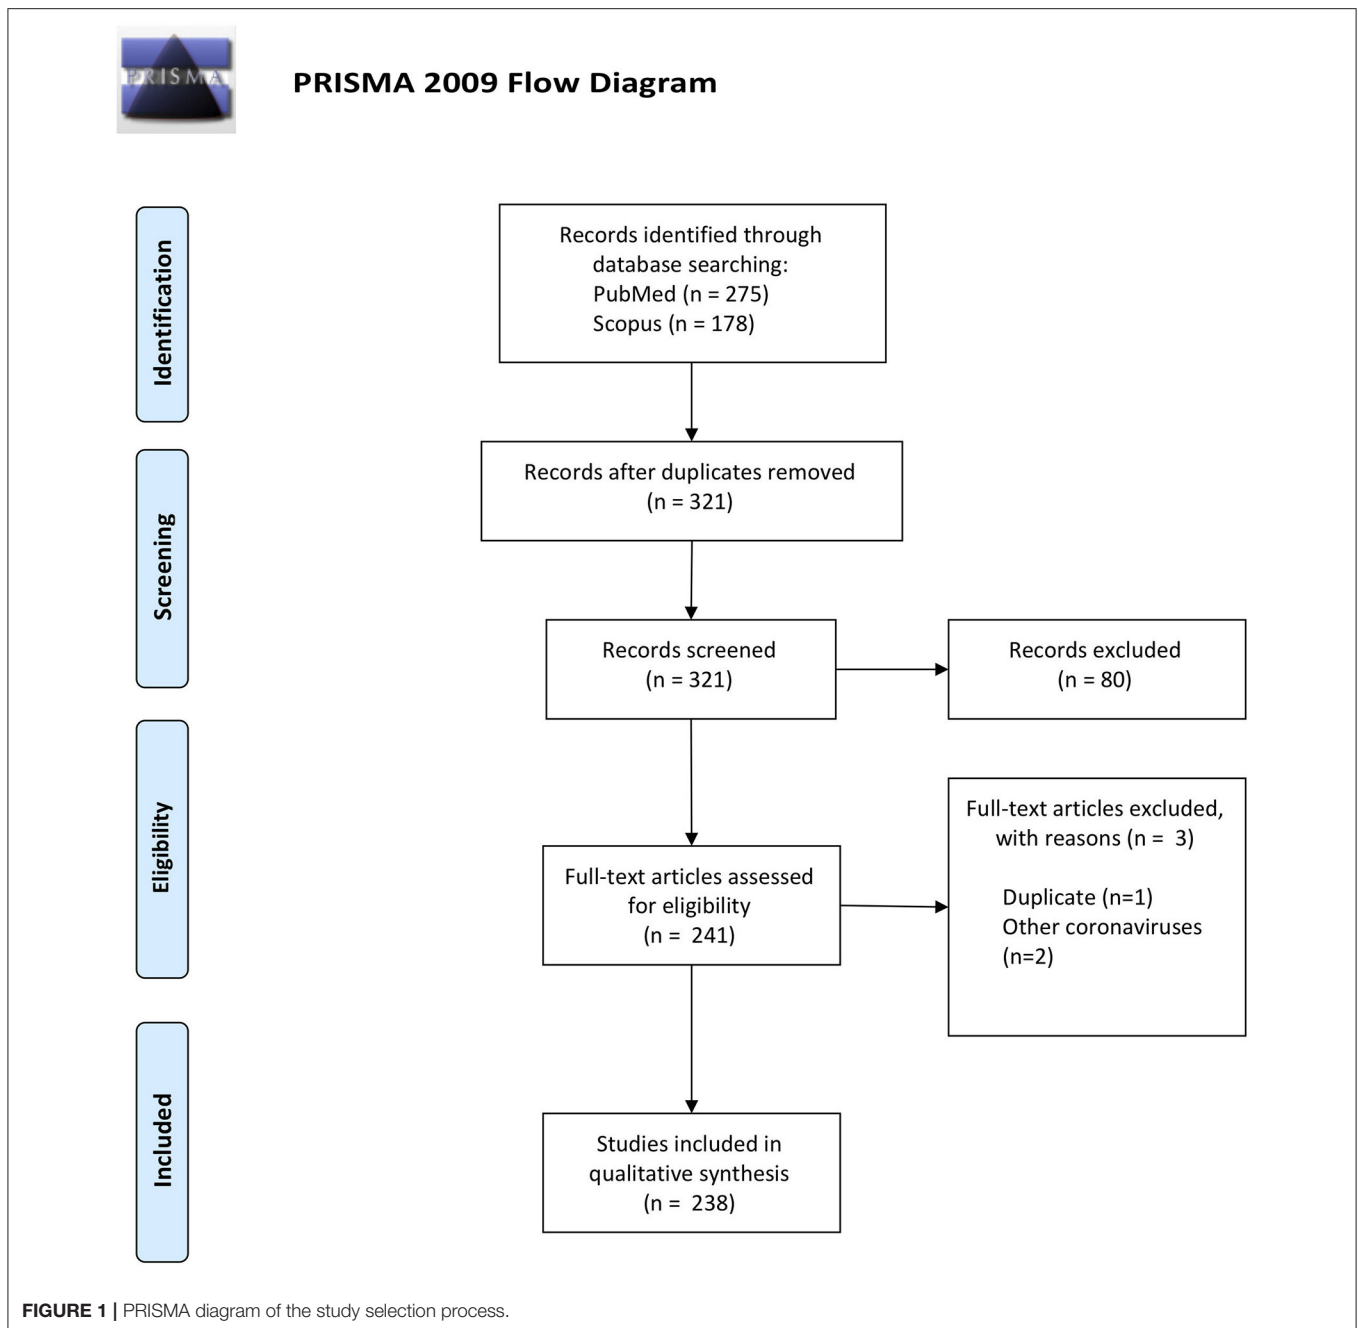 PRISMA
PRISMA 2009 Flow Diagram
Identification
Records identified through
database searching:
PubMed (n = 275)
Scopus (n = 178)
Screening
Records after duplicates removed
(n = 321)
Records screened
(n = 321)
Records excluded
(n = 80)
Eligibility
Full-text articles assessed
for eligibility
(n = 241)
Full-text articles excluded,
with reasons (n = 3)
Duplicate (n=1)
Other coronaviruses
(n=2)
Included
Studies included in
qualitative synthesis
(n = 238)
FIGURE 1 | PRISMA diagram of the study selection process.